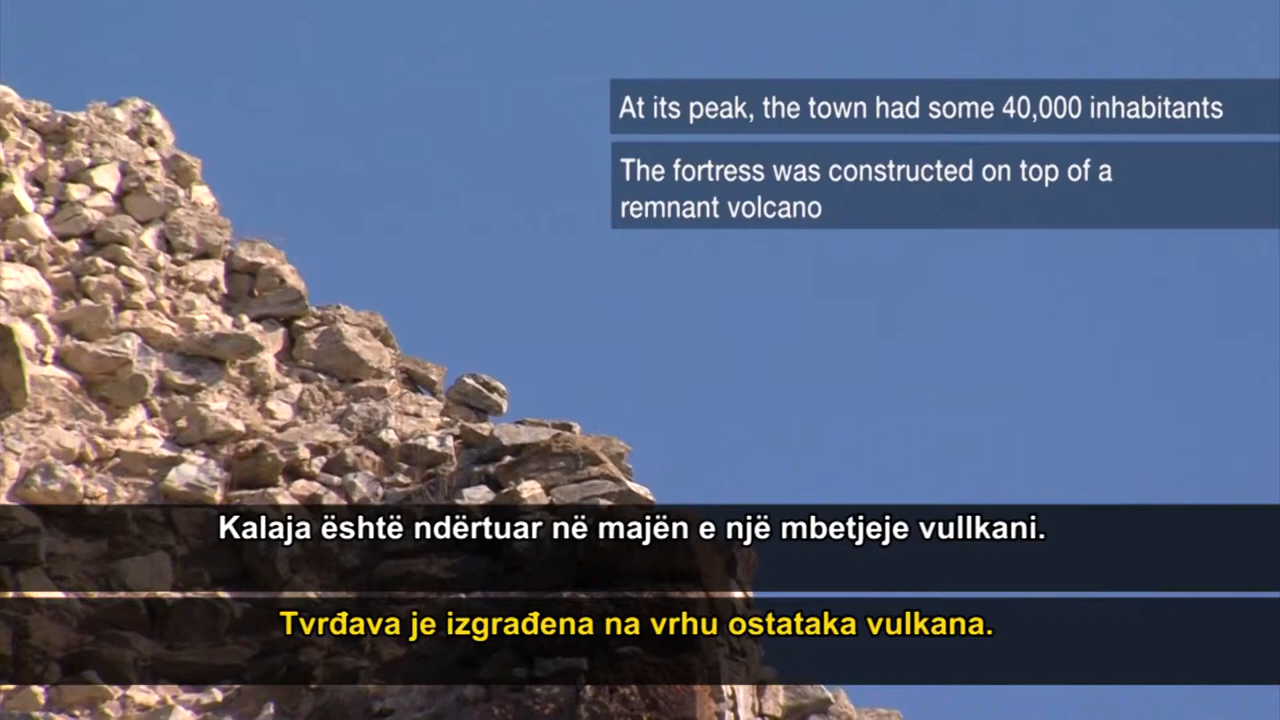 At its peak, the town had some 40,000 inhabitants
The fortress was constructed on top of a
remnant volcano
Kalaja është ndërtuar në majën e një mbetjeje vullkani.
Tvrđava je izgrađena na vrhu ostataka vulkana.